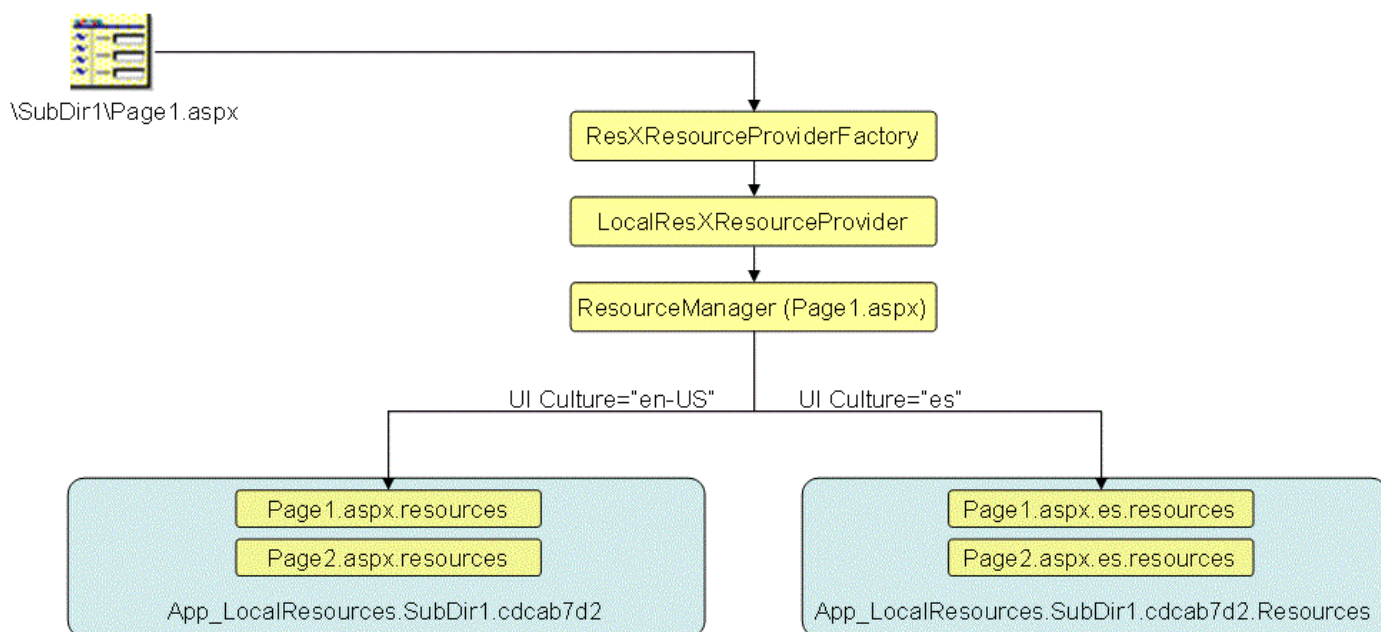 \SubDir1\Page1.aspx
ResXResourceProviderFactory
LocalResXResourceProvider
ResourceManager (Page1.aspx)
UI Culture="en-US"
UI Culture="es"
Page1.aspx.resources
Page2.aspx.resources
App_LocalResources.SubDir1.cdcab7d2
Page1.aspx.es.resources
Page2.aspx.es.resources
App_LocalResources.SubDir1.cdcab7d2.Resources